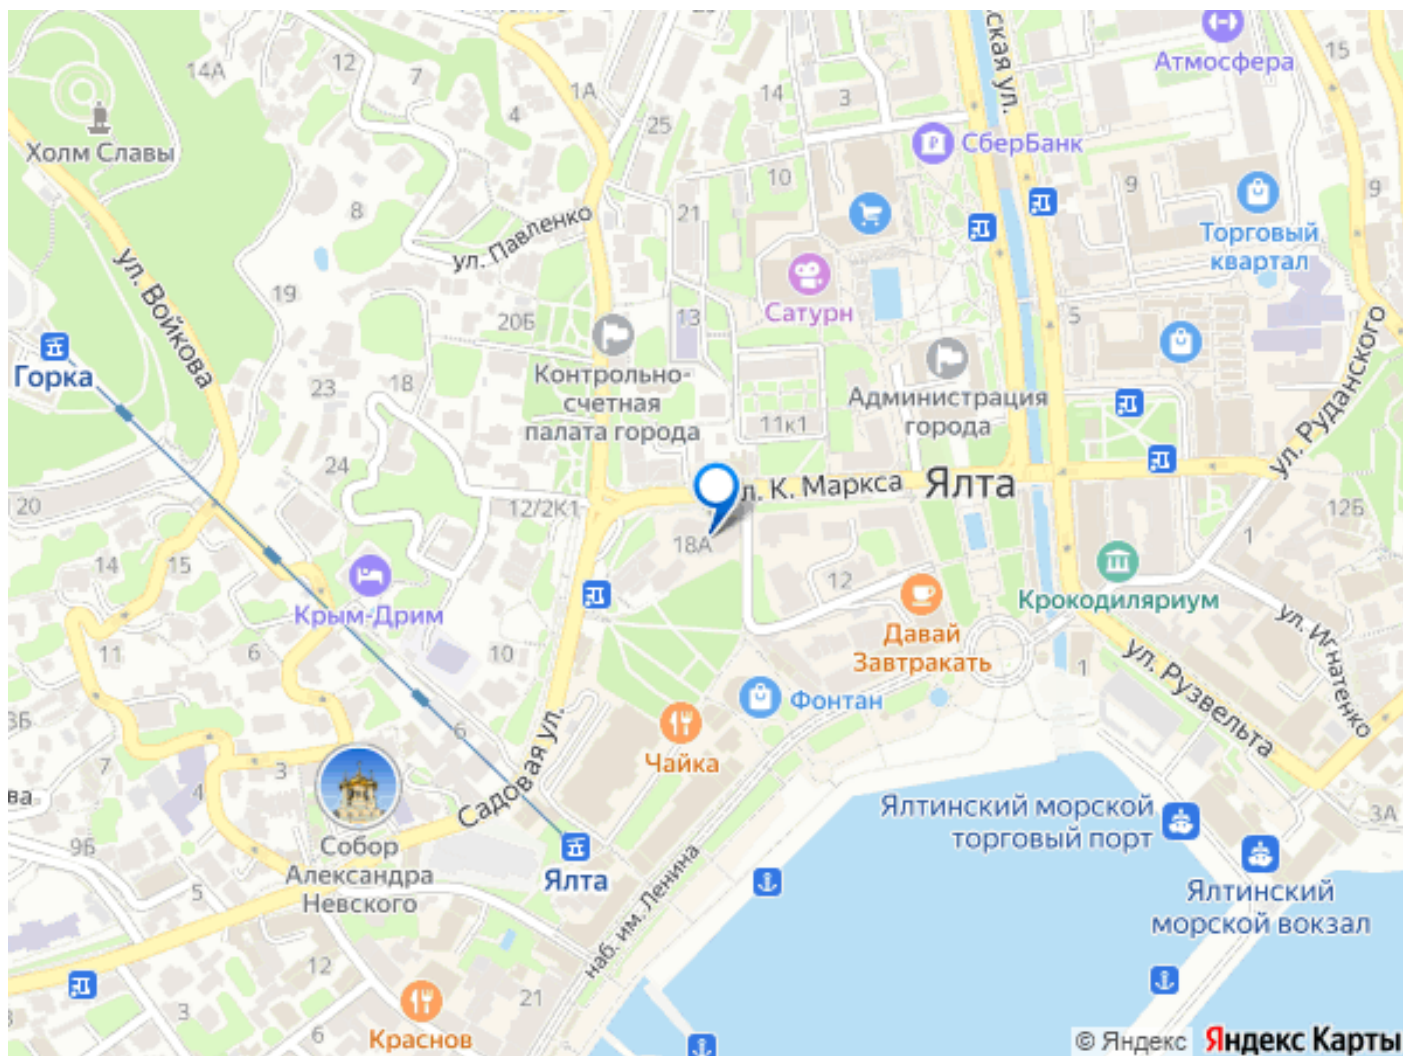 ская ул.
Атмосфера
15
12
7
14А
4
1А
14
3
25
Холм Славы
СберБанк
10
9
9
8
21
ул. Павленко
Торговый
квартал
ул. Войкова
19
20Б
13
Сатурн
5
Горка
23
18
Контрольно-
счетная
палата города
Администрация
города
11к1
ул. Руданского
24
20
12/2К1
л. К. Маркса
Ялта
12Б
1
18А
14
15
12
Крым-Дрим
Крокодиляриум
ул. Игнатенко
11
6
10
Давай
Завтракать
1
ул. Рузвельта
Фонтан
3Б
6
Чайка
7
3
4
Садовая ул.
ва
9Б
Собор
Александра
Невского
Ялта
5
Ялтинский морской
торговый порт
3А
Ялтинский
морской вокзал
наб. им. Ленина
12
21
3
6
Краснов
© Яндекс Яндекс Карты